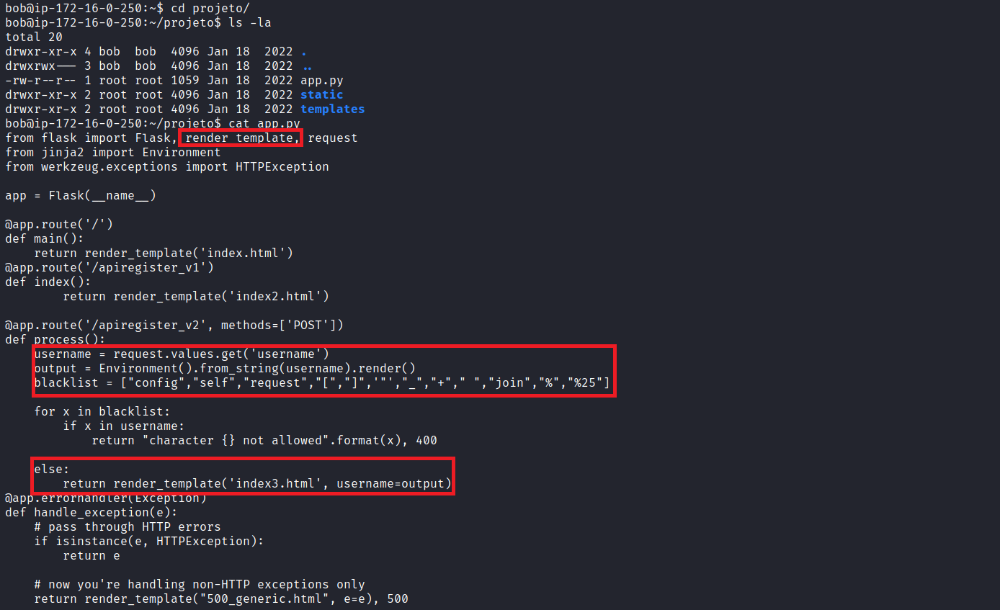 bob@ip-172-16-0-250:~$ cd projeto/
bob@ip-172-16-0-250:~/projeto$ ls -la
total 20
drwxr-xr-x 4 bob  bob  4096 Jan 18  2022 .
drwxrwx--- 3 bob  bob  4096 Jan 18  2022 ..
-rw-r--r-- 1 root root 1059 Jan 18  2022 app.py
drwxr-xr-x 2 root root 4096 Jan 18  2022 static
drwxr-xr-x 2 root root 4096 Jan 18  2022 templates
bob@ip-172-16-0-250:~/projeto$ cat app.py
from flask import Flask, render_template, request
from jinja2 import Environment
from werkzeug.exceptions import HTTPException

app = Flask(__name__)

@app.route('/')
def main():
    return render_template('index.html')
@app.route('/apiregister_v1')
def index():
        return render_template('index2.html')

@app.route('/apiregister_v2', methods=['POST'])
def process():
    username = request.values.get('username')
    output = Environment().from_string(username).render()
    blacklist = ["config","self","request","[","]",'"',"_","+"," ","join","%","%25"]

    for x in blacklist:
        if x in username:
            return "character {} not allowed".format(x), 400

    else:
        return render_template('index3.html', username=output)
@app.errorhandler(Exception)
def handle_exception(e):
    # pass through HTTP errors
    if isinstance(e, HTTPException):
        return e

    # now you're handling non-HTTP exceptions only
    return render_template("500_generic.html", e=e), 500